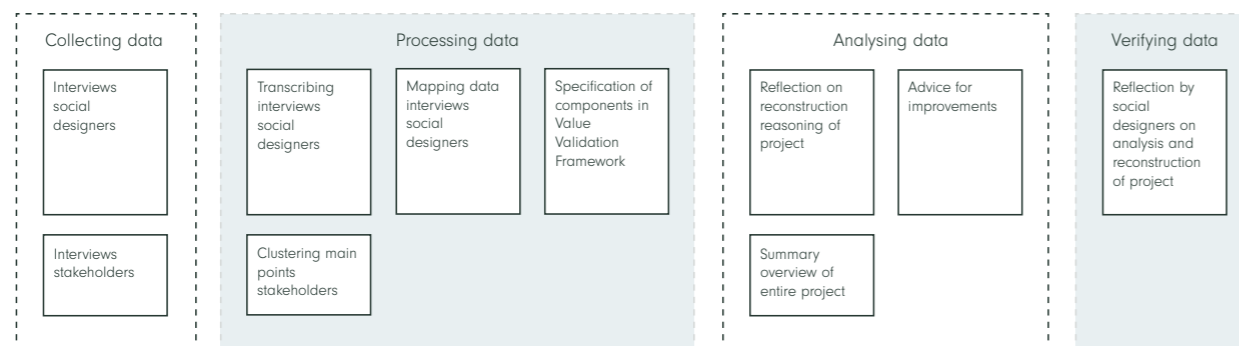 Collecting data
Interviews
social
designers
Interviews
stakeholders
Processing data
Transcribing
interviews
social
designers
Mapping data
interviews
social
designers
Specification of
components in
Value
Validation
Framework
Clustering main
points
stakeholders
Analysing data
Reflection on
reconstruction
reasoning of
project
Advice for
improvements
Summary
overview of
entire project
Verifying data
Reflection by
social
designers on
analysis and
reconstruction
of project